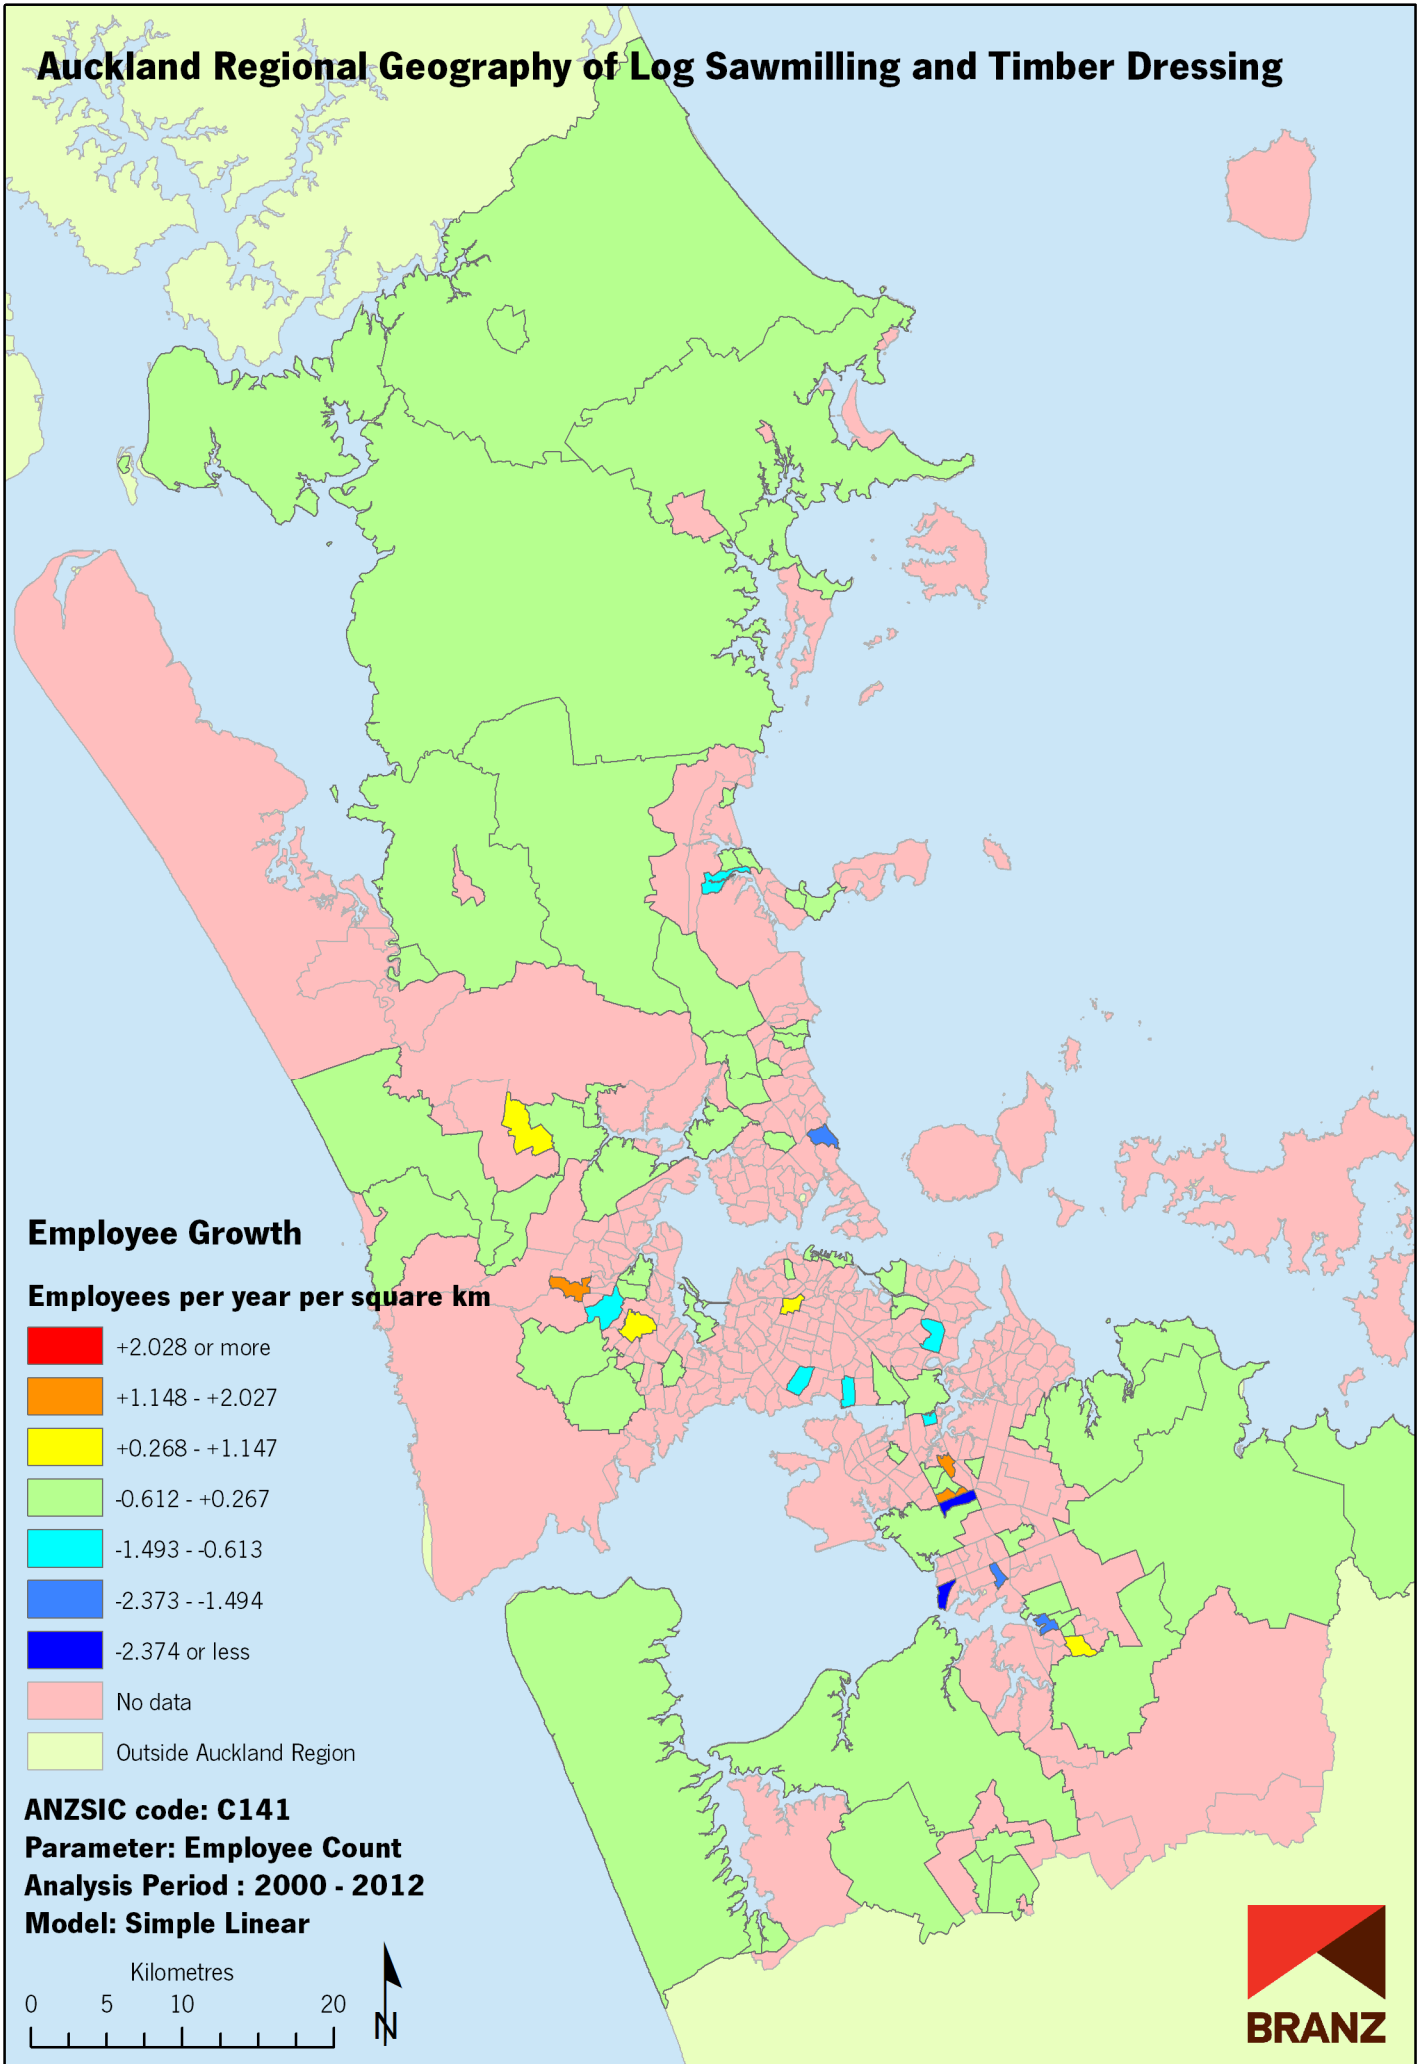 Auckland Regional Geography of Log Sawmilling and Timber Dressing
Employee Growth
Employees per year per square km
+2.028 or more
+1.148 - +2.027
+0.268 - +1.147
-0.612 - +0.267
-1.493 - -0.613
-2.373 - -1.494
-2.374 or less
No data
Outside Auckland Region
ANZSIC code: C141
Parameter: Employee Count
Analysis Period : 2000 - 2012
Model: Simple Linear
Kilometres
0 5 10 20
N
BRANZ